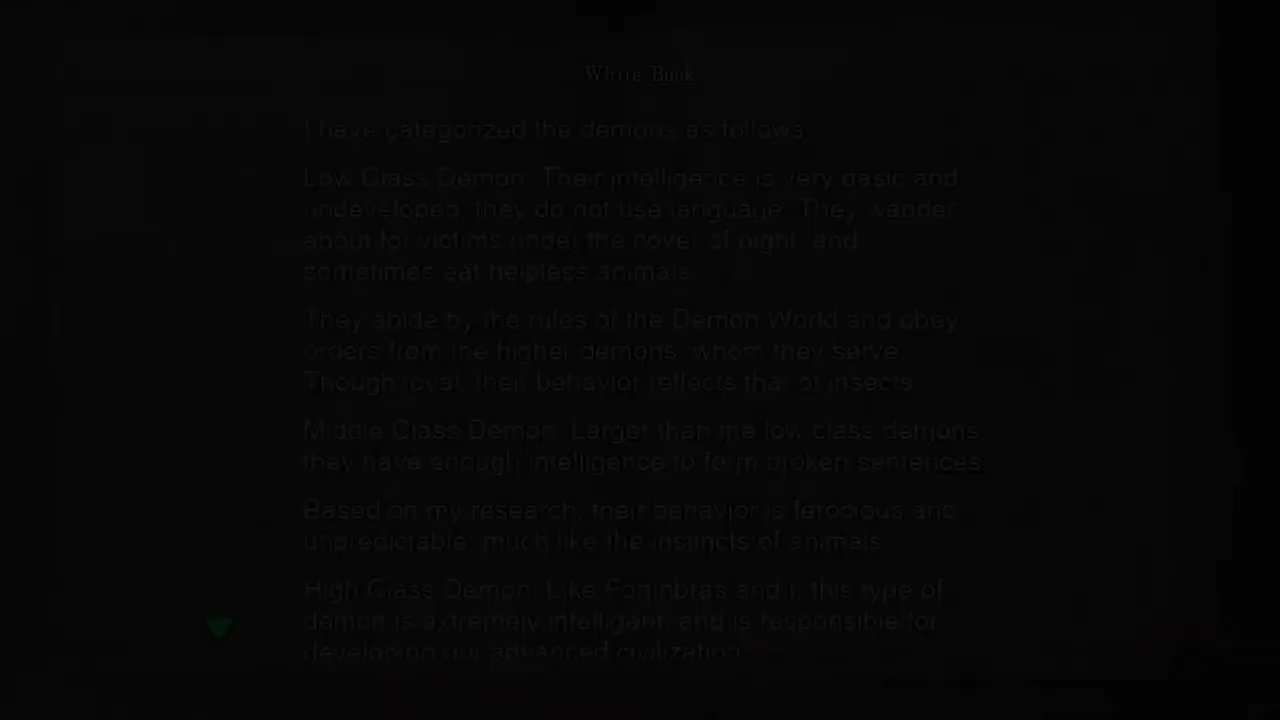 White Book
I have categorized the demons as follows.
Low Class Demon: Their intelligence is very basic and
undeveloped, they do not use language. They wander
about for victims under the cover of night, and
sometimes eat helpless animals.
They abide by the rules of the Demon World and obey
orders from the higher demons, whom they serve.
Though loyal, their behavior reflects that of insects.
Middle Class Demon: Larger than the low class demons,
they have enough intelligence to form broken sentences.
Based on my research, their behavior is ferocious and
unpredictable, much like the instincts of animals.
High Class Demon: Like and I, this type of
demon is extremely intelligent, and is responsible for
developing our advanced civilization.